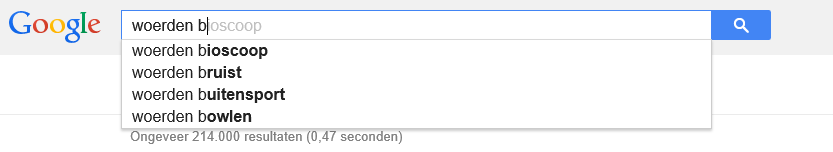 Google
woerden bioscoop
woerden bioscoop
woerden bruist
woerden buitensport
woerden bowlen
Ongeveer 214.000 resultaten (0,47 seconden)